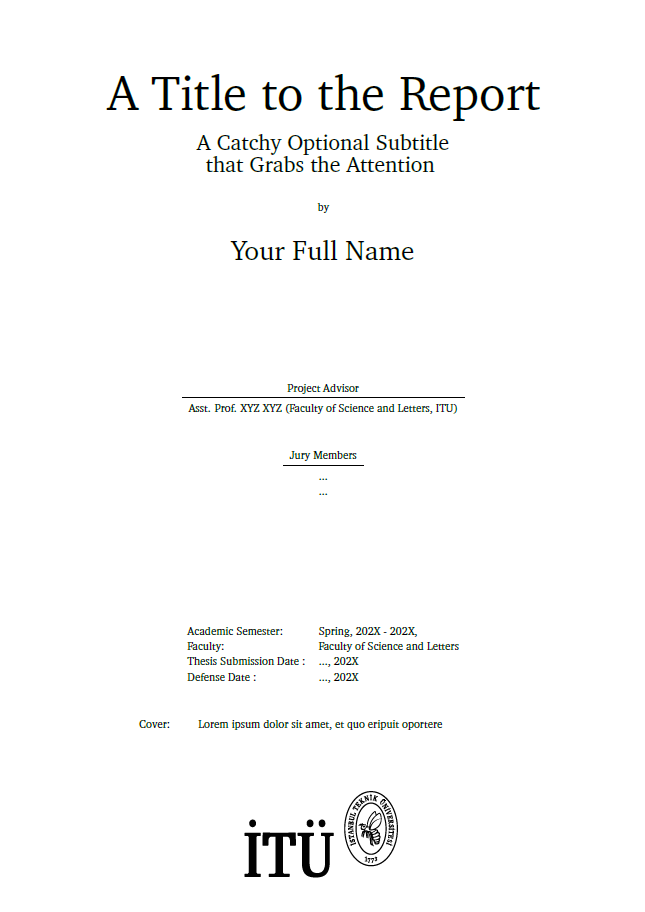 A Title to the Report
A Catchy Optional Subtitle
that Grabs the Attention
by
Your Full Name
Project Advisor
Asst. Prof. XYZ XYZ (Faculty of Science and Letters, ITU)
Jury Members
...
...
Academic Semester: Spring, 202X - 202X,
Faculty: Faculty of Science and Letters
Thesis Submission Date : ..., 202X
Defense Date : ..., 202X
Cover: Lorem ipsum dolor sit amet, et quo eripuit oportere
İTÜ
İSTANBUL TEKNİK ÜNİVERSİTESİ
1773